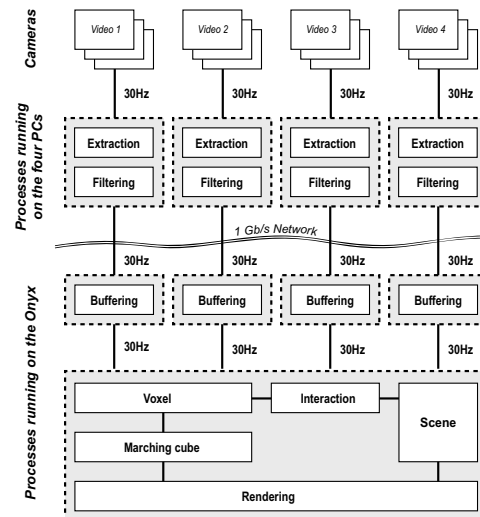 Cameras
Video 1 Video 2 Video 3 Video 4
30Hz 30Hz 30Hz 30Hz
Processes running
on the four PCs
Extraction Extraction Extraction Extraction
Filtering Filtering Filtering Filtering
1 Gb/s Network
30Hz 30Hz 30Hz 30Hz
Processes running on the Onyx
Buffering Buffering Buffering Buffering
30Hz 30Hz 30Hz 30Hz
Voxel Interaction
Scene
Marching cube
Rendering